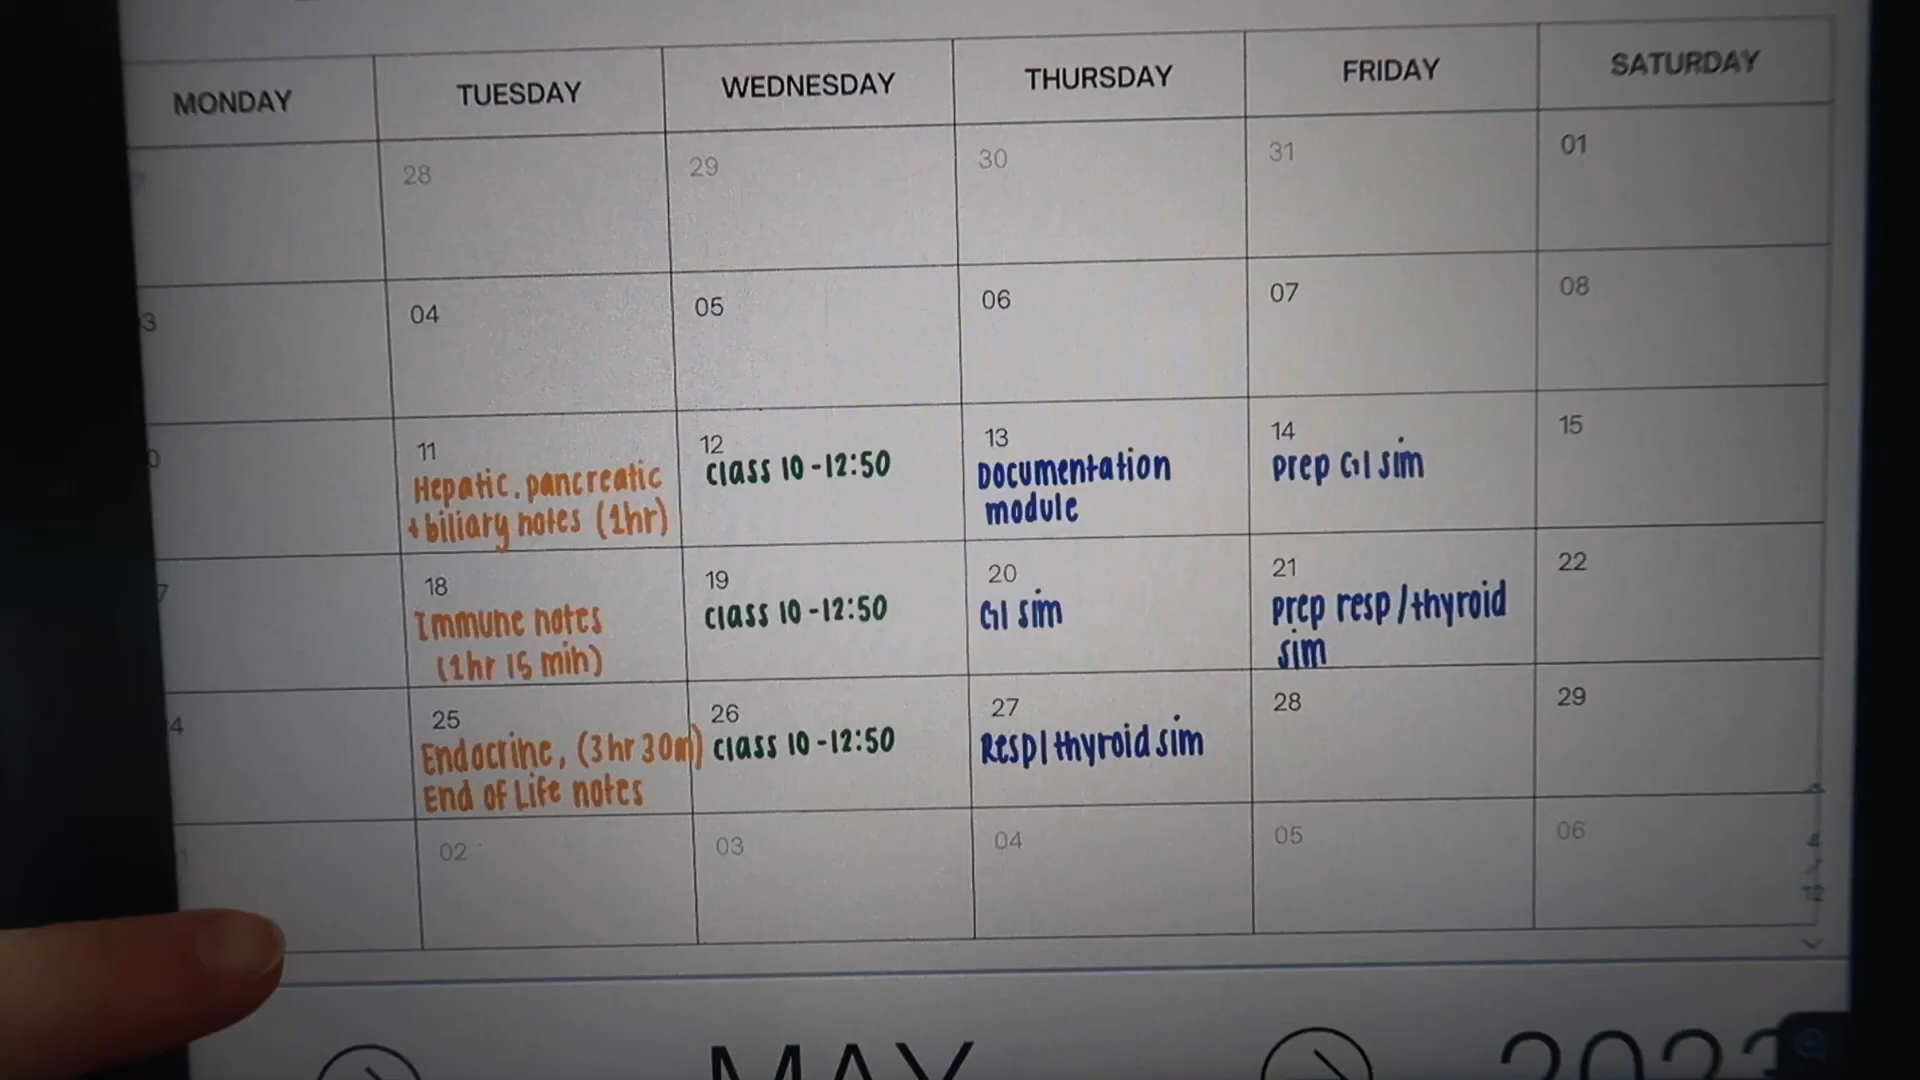 MONDAY TUESDAY WEDNESDAY THURSDAY FRIDAY SATURDAY
28 29 30 31 01
3 04 05 06 07 08
11 12 13 14 15
Hepatic, pancreatic
+ biliary notes (1hr)
class 10-12:50
Documentation
module
prep GI sim
18 19 20 21 22
Immune notes
(1hr 15 min)
class 10-12:50
GI sim
prep resp/thyroid
sim
4 25 26 27 28 29
Endocrine, (3hr 30m)
End of Life notes
class 10-12:50
Resp/thyroid sim
02 03 04 05 06
MAY